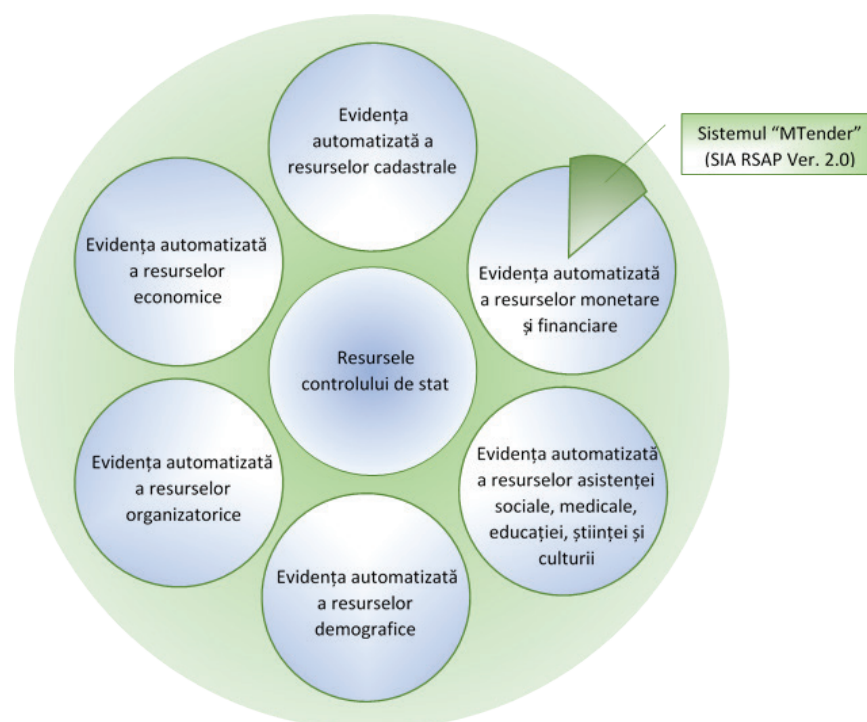 Evidența
automatizată a
resurselor cadastrale
Sistemul “MTender”
(SIA RSAP Ver. 2.0)
Evidența automatizată
a resurselor
economice
Evidența automatizată
a resurselor monetare
și financiare
Resursele
controlului de stat
Evidența automatizată
a resurselor
organizatorice
Evidența automatizată
a resurselor asistenței
sociale, medicale,
educației, științei și
culturii
Evidența automatizată
a resurselor
demografice